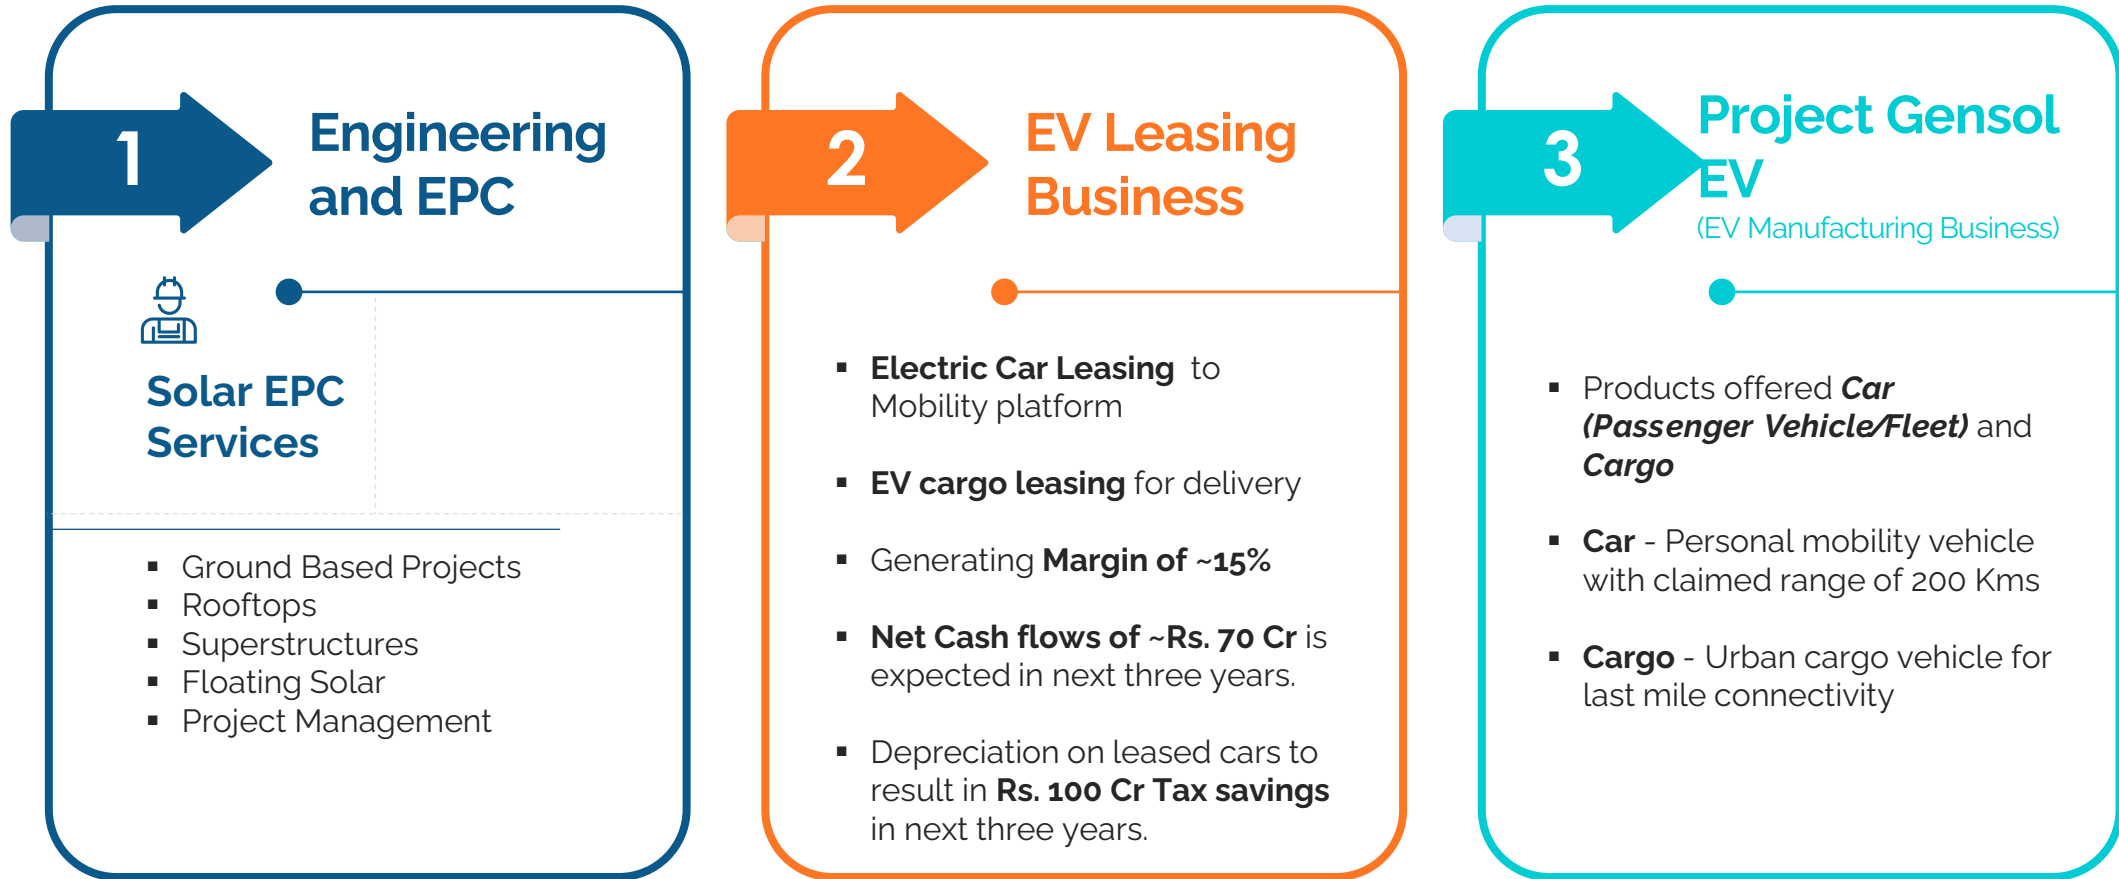 1
Engineering
and EPC
Solar EPC
Services
▪ Ground Based Projects
▪ Rooftops
▪ Superstructures
▪ Floating Solar
▪ Project Management
2
EV Leasing
Business
▪ Electric Car Leasing to
Mobility platform
▪ EV cargo leasing for delivery
▪ Generating Margin of ~15%
▪ Net Cash flows of ~Rs. 70 Cr is
expected in next three years.
▪ Depreciation on leased cars to
result in Rs. 100 Cr Tax savings
in next three years.
3
Project Gensol
EV
(EV Manufacturing Business)
▪ Products offered Car
(Passenger Vehicle/Fleet) and
Cargo
▪ Car - Personal mobility vehicle
with claimed range of 200 Kms
▪ Cargo - Urban cargo vehicle for
last mile connectivity